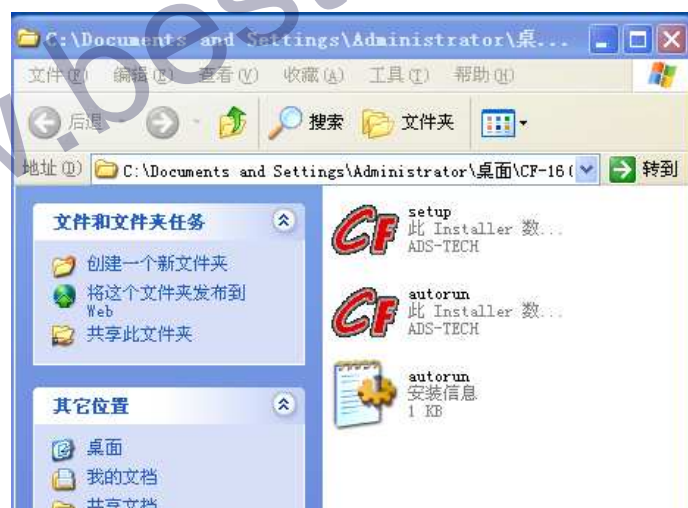 C:\Documents and Settings\Administrator\桌...
文件(F) 编辑(E) 查看(V) 收藏(A) 工具(T) 帮助(H)
后退 搜索 文件夹
地址(D) C:\Documents and Settings\Administrator\桌面\CF-16( 转到
文件和文件夹任务
创建一个新文件夹
将这个文件夹发布到
Web
共享此文件夹
其它位置
桌面
我的文档
共享文档
setup
此 Installer 数...
ADS-TECH
autorun
此 Installer 数...
ADS-TECH
autorun
安装信息
1 KB